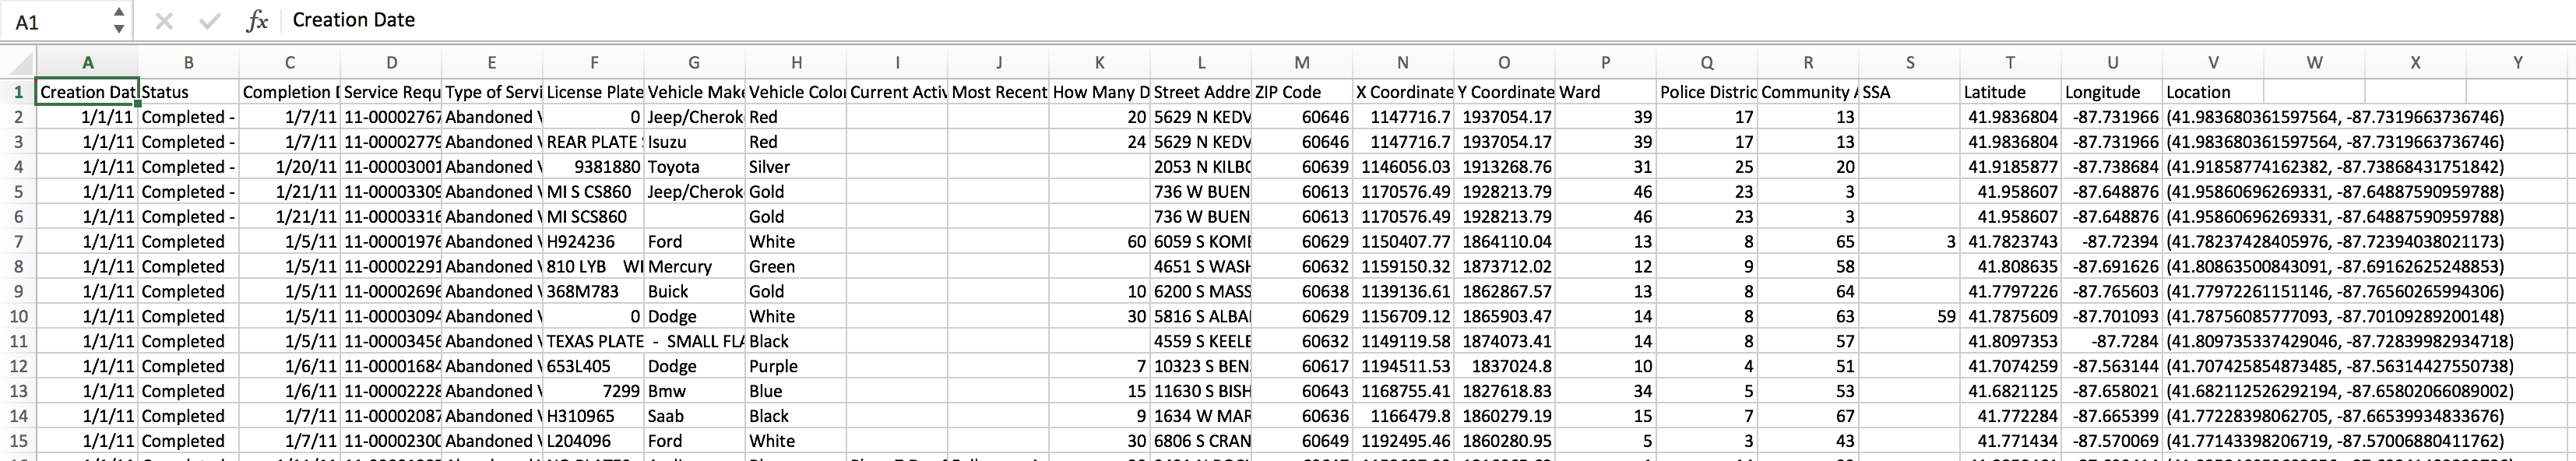 A1 fx Creation Date
A B C D E F G H I J K L M N O P Q R S T U V W X Y
1 Creation Dat Status Completion Service Requ Type of Servi License Plate Vehicle Make Vehicle Colo Current Activ Most Recent How Many D Street Addre ZIP Code X Coordinate Y Coordinate Ward Police Distric Community SSA Latitude Longitude Location
2 1/1/11 Completed - 1/7/11 11-00002767 Abandoned 0 Jeep/Cherok Red 20 5629 N KEDV 60646 1147716.7 1937054.17 39 17 13 41.9836804 -87.731966 (41.983680361597564, -87.7319663736746)
3 1/1/11 Completed - 1/7/11 11-00002779 Abandoned REAR PLATE Isuzu Red 24 5629 N KEDV 60646 1147716.7 1937054.17 39 17 13 41.9836804 -87.731966 (41.983680361597564, -87.7319663736746)
4 1/1/11 Completed - 1/20/11 11-00003001 Abandoned 9381880 Toyota Silver 2053 N KILBO 60639 1146056.03 1913268.76 31 25 20 41.9185877 -87.738684 (41.91858774162382, -87.73868431751842)
5 1/1/11 Completed - 1/21/11 11-00003309 Abandoned MI S CS860 Jeep/Cherok Gold 736 W BUEN 60613 1170576.49 1928213.79 46 23 3 41.958607 -87.648876 (41.95860696269331, -87.64887590959788)
6 1/1/11 Completed - 1/21/11 11-00003316 Abandoned MI SCS860 Gold 736 W BUEN 60613 1170576.49 1928213.79 46 23 3 41.958607 -87.648876 (41.95860696269331, -87.64887590959788)
7 1/1/11 Completed 1/5/11 11-00001976 Abandoned H924236 Ford White 60 6059 S KOM 60629 1150407.77 1864110.04 13 8 65 3 41.7823743 -87.72394 (41.78237428405976, -87.72394038021173)
8 1/1/11 Completed 1/5/11 11-00002291 Abandoned 810 LYB WI Mercury Green 4651 S WASH 60632 1159150.32 1873712.02 12 9 58 41.808635 -87.691626 (41.80863500843091, -87.69162625248853)
9 1/1/11 Completed 1/5/11 11-00002696 Abandoned 368M783 Buick Gold 10 6200 S MASS 60638 1139136.61 1862867.57 13 8 64 41.7797226 -87.765603 (41.77972261151146, -87.76560265994306)
10 1/1/11 Completed 1/5/11 11-00003094 Abandoned 0 Dodge White 30 5816 S ALBA 60629 1156709.12 1865903.47 14 8 63 59 41.7875609 -87.701093 (41.78756085777093, -87.70109289200148)
11 1/1/11 Completed 1/5/11 11-00003456 Abandoned TEXAS PLATE - SMALL FLA Black 4559 S KEELE 60632 1149119.58 1874073.41 14 8 57 41.8097353 -87.7284 (41.809735337429046, -87.72839982934718)
12 1/1/11 Completed 1/6/11 11-00001684 Abandoned 653L405 Dodge Purple 7 10323 S BEN 60617 1194511.53 1837024.8 10 4 51 41.7074259 -87.563144 (41.707425854873485, -87.56314427550738)
13 1/1/11 Completed 1/6/11 11-00002228 Abandoned 7299 Bmw Blue 15 11630 S BISH 60643 1168755.41 1827618.83 34 5 53 41.6821125 -87.658021 (41.682112526292194, -87.65802066089002)
14 1/1/11 Completed 1/7/11 11-00002087 Abandoned H310965 Saab Black 9 1634 W MAR 60636 1166479.8 1860279.19 15 7 67 41.772284 -87.665399 (41.77228398062705, -87.66539934833676)
15 1/1/11 Completed 1/7/11 11-00002300 Abandoned L204096 Ford White 30 6806 S CRAN 60649 1192495.46 1860280.95 5 3 43 41.771434 -87.570069 (41.77143398206719, -87.57006880411762)